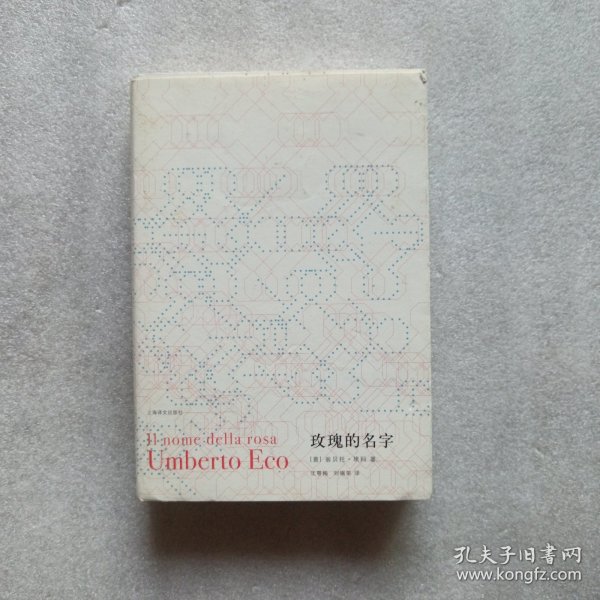 上海译文出版社
Il nome della rosa
Umberto Eco
玫瑰的名字
[意] 翁贝托·埃科 著
沈萼梅 刘锡荣 译
孔夫子旧书网
www.kongfz.com